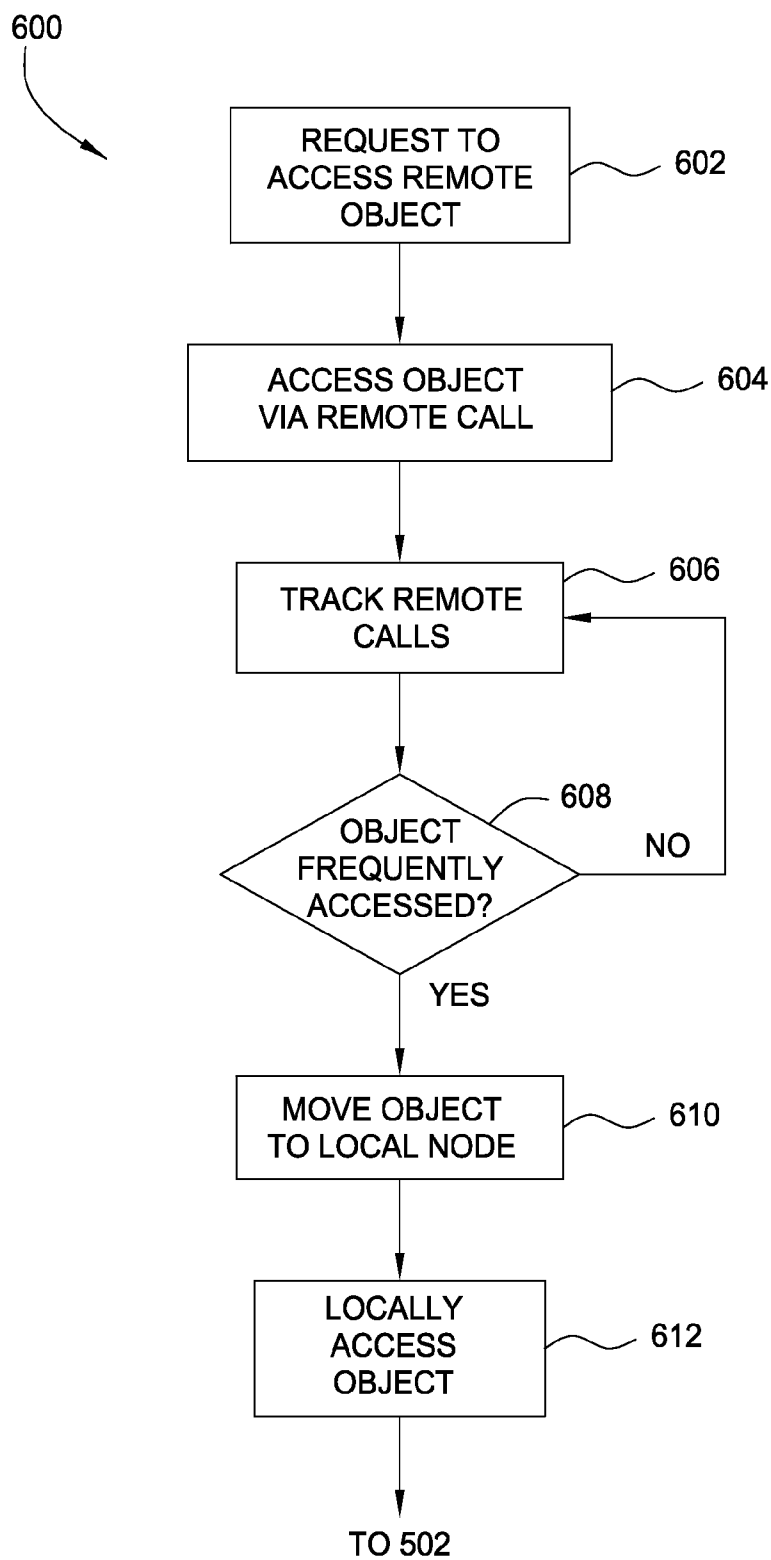 600
REQUEST TO
ACCESS REMOTE
OBJECT
602
ACCESS OBJECT
VIA REMOTE CALL
604
TRACK REMOTE
CALLS
606
OBJECT
FREQUENTLY
ACCESSED?
608
NO
YES
MOVE OBJECT
TO LOCAL NODE
610
LOCALLY
ACCESS
OBJECT
612
TO 502